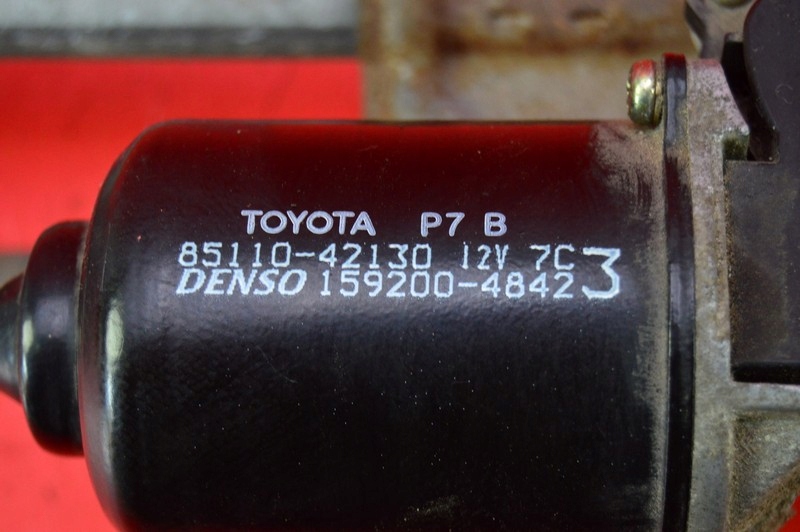 TOYOTA P7 B
85110-42130 12V 7C
DENSO 159200-4842 3